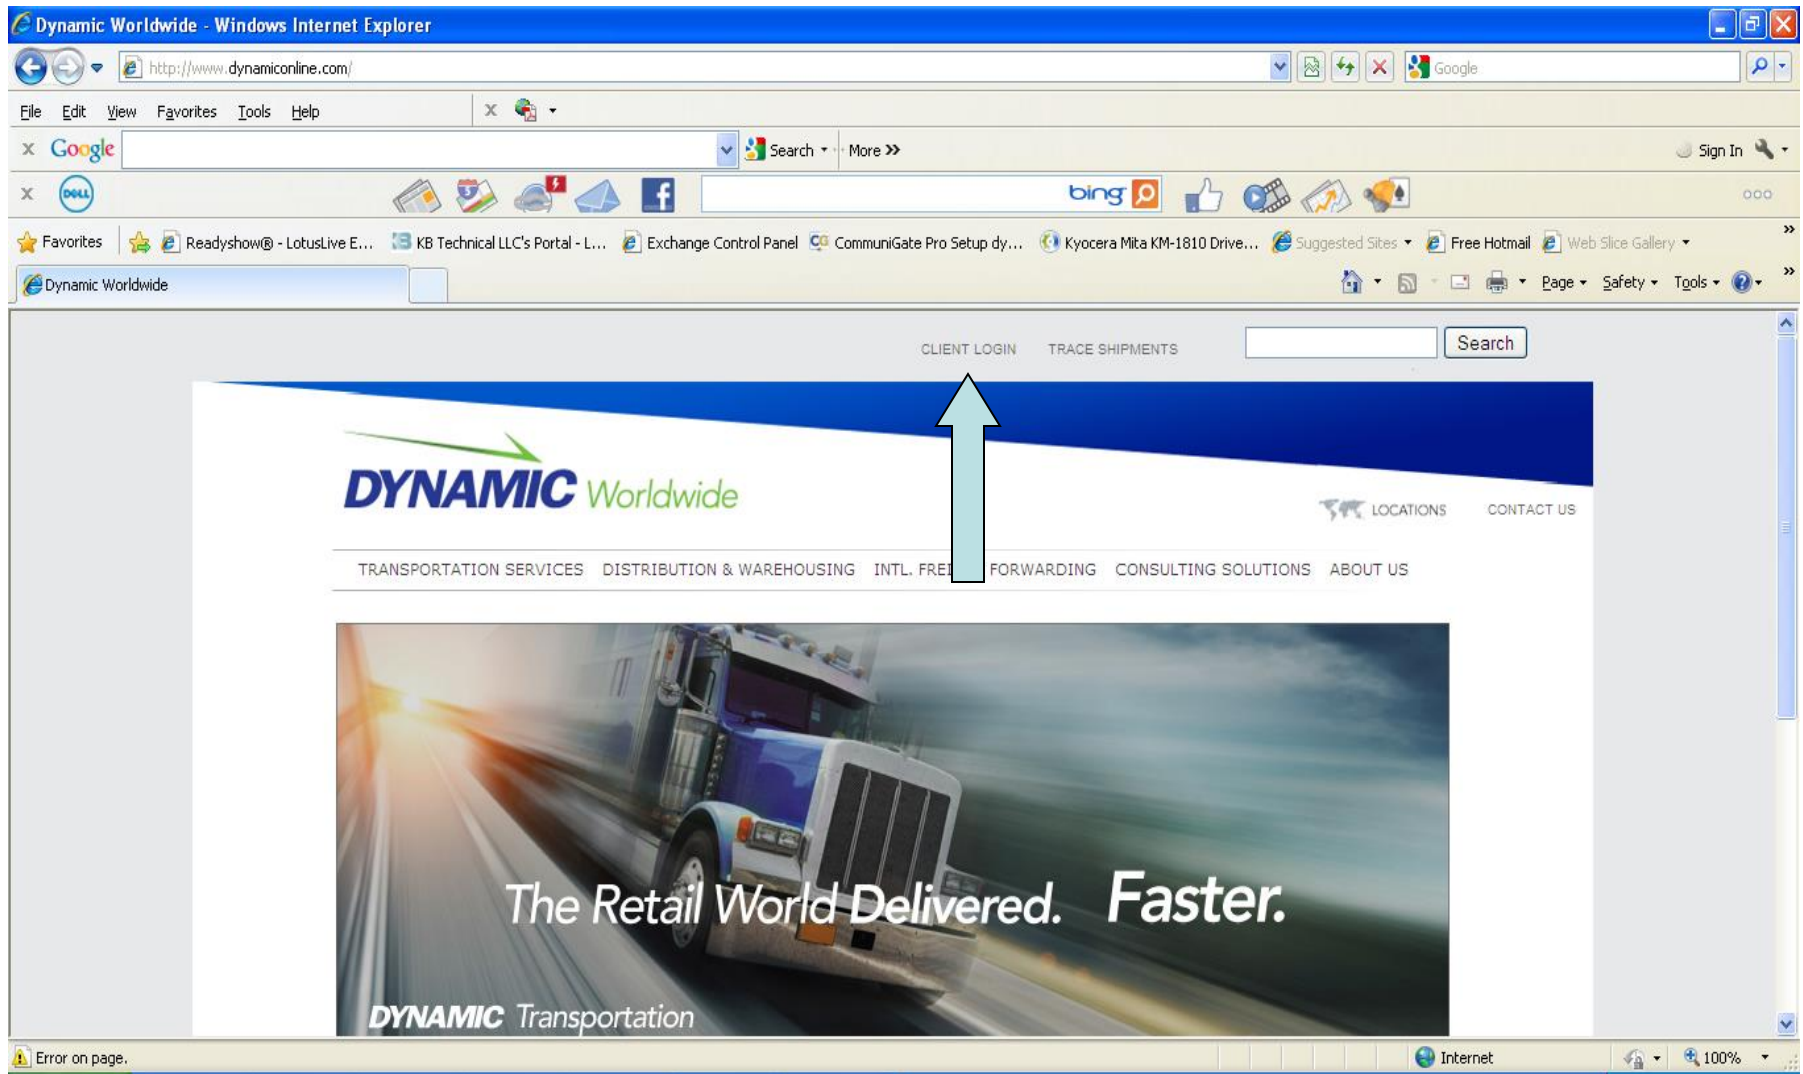 Dynamic Worldwide - Windows Internet Explorer
http://www.dynamiconline.com/
Google
File Edit View Favorites Tools Help
x
x Google Search More >>
Sign In
x DELL
bing
Favorites Readyshow® - LotusLive E... KB Technical LLC's Portal - L... Exchange Control Panel CommuniGate Pro Setup dy... Kyocera Mita KM-1810 Drive... Suggested Sites Free Hotmail Web Slice Gallery »
Dynamic Worldwide
Page Safety Tools »
CLIENT LOGIN TRACE SHIPMENTS Search
DYNAMIC Worldwide
LOCATIONS CONTACT US
TRANSPORTATION SERVICES DISTRIBUTION & WAREHOUSING INTL. FREI FORWARDING CONSULTING SOLUTIONS ABOUT US
The Retail World Delivered. Faster.
DYNAMIC Transportation
Error on page.
Internet
100%